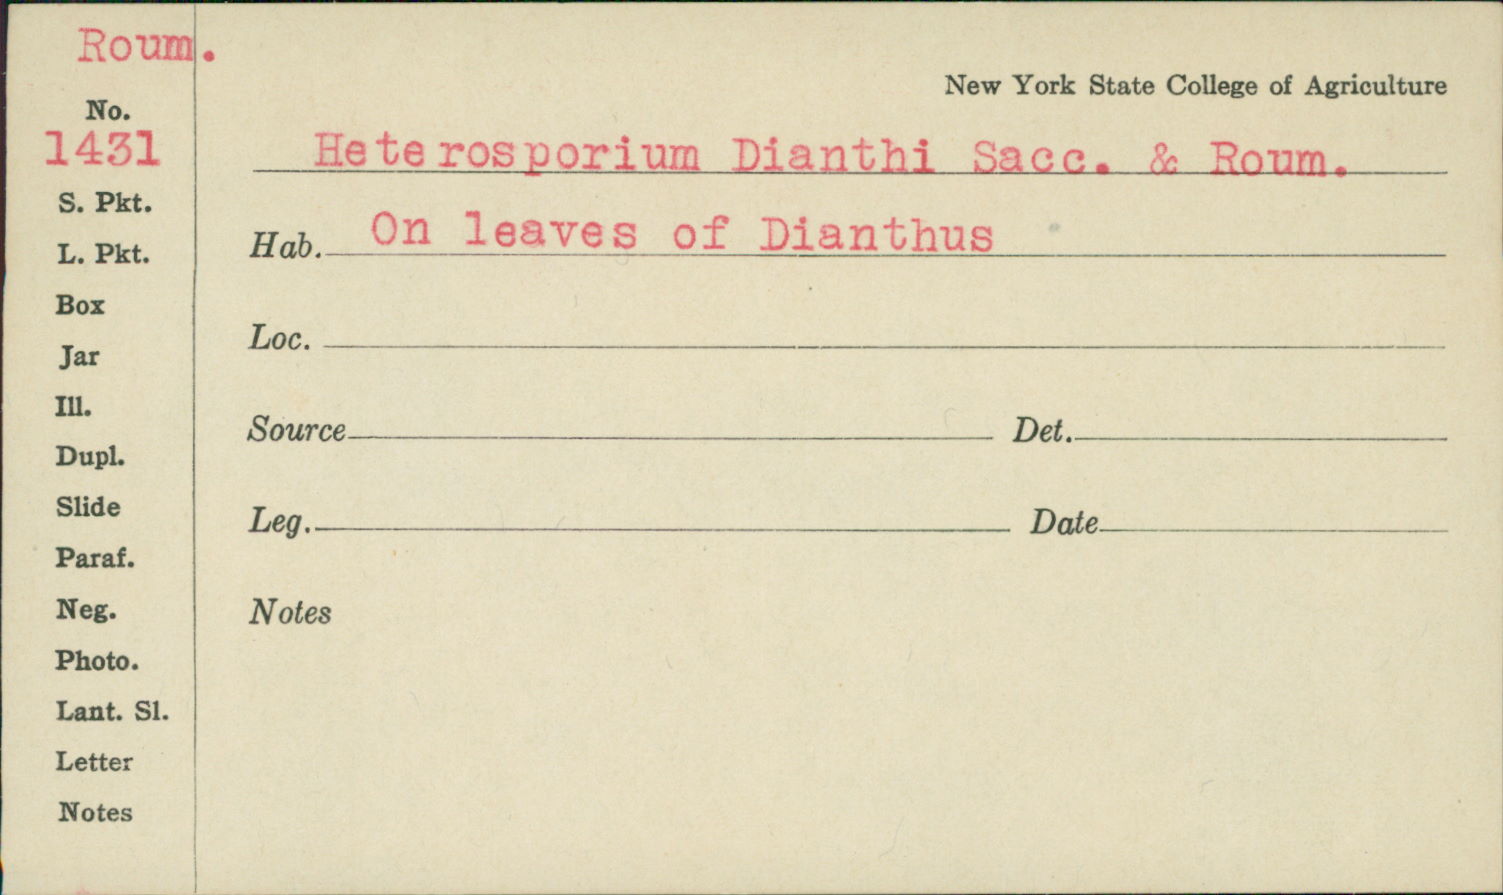 Roum.
New York State College of Agriculture
No.
1431
Heterosporium Dianthi Sacc. & Roum.
S. Pkt.
Hab. On leaves of Dianthus
L. Pkt.
Box
Loc.
Jar
Ill.
Source Det.
Dupl.
Slide
Leg. Date
Paraf.
Neg.
Notes
Photo.
Lant. Sl.
Letter
Notes